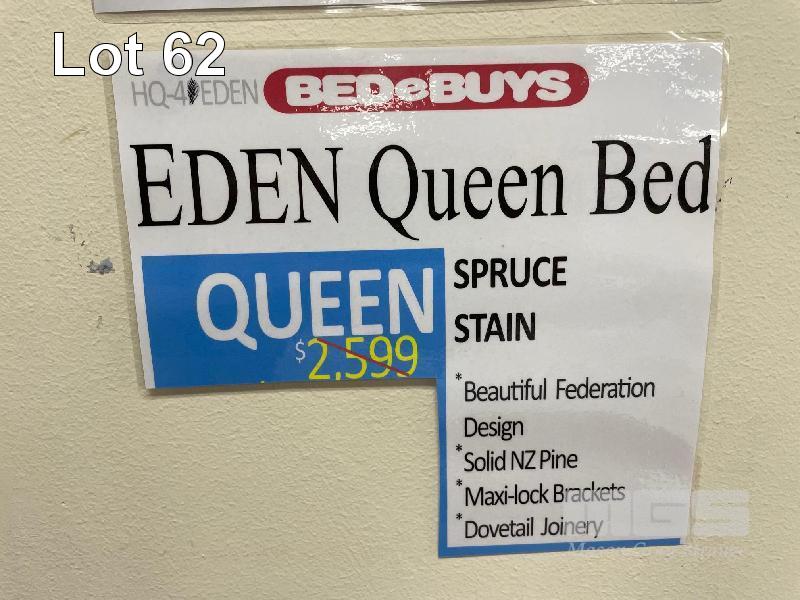 Lot 62
HQ-4 EDEN BEDeBUYS
EDEN Queen Bed
QUEEN
$2,599
SPRUCE
STAIN
*Beautiful Federation
Design
*Solid NZ Pine
*Maxi-lock Brackets
*Dovetail Joinery
MGS